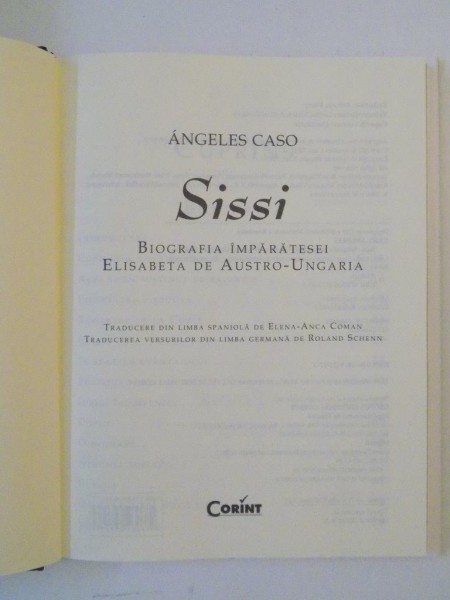 ÁNGELES CASO
Sissi
BIOGRAFIA ÎMPĂRĂTESEI
ELISABETA DE AUSTRO-UNGARIA
TRADUCERE DIN LIMBA SPANIOLĂ DE ELENA-ANCA COMAN
TRADUCEREA VERSURILOR DIN LIMBA GERMANĂ DE ROLAND SCHENN
CORINT